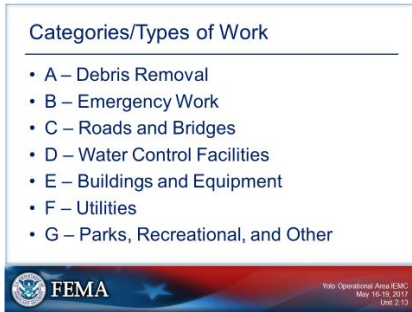 Categories/Types of Work
• A – Debris Removal
• B – Emergency Work
• C – Roads and Bridges
• D – Water Control Facilities
• E – Buildings and Equipment
• F – Utilities
• G – Parks, Recreational, and Other
FEMA
Yolo Operational Area IEMC
May 16-19, 2017
Unit 2.13